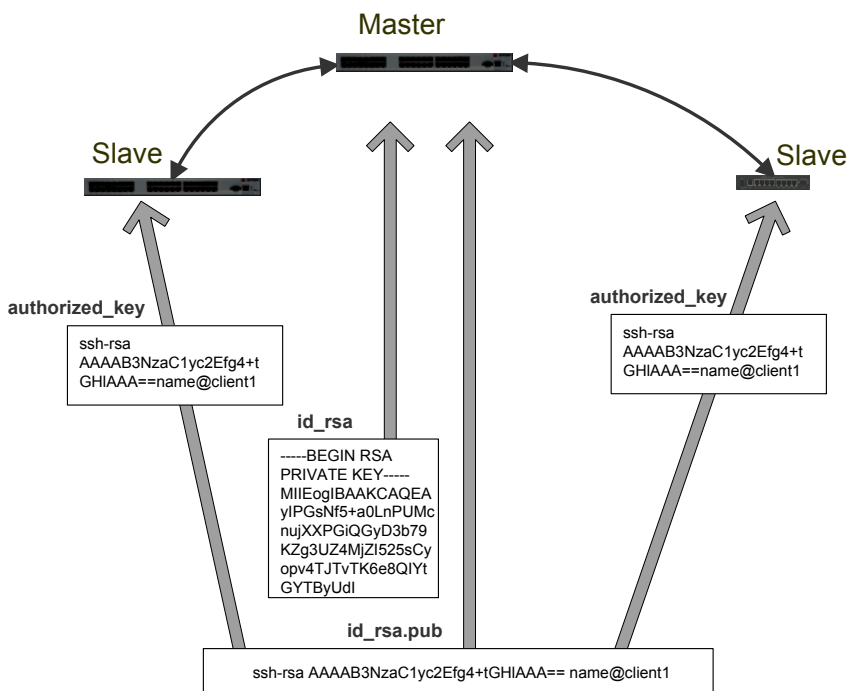 Master
Slave
Slave
authorized_key
ssh-rsa
AAAAB3NzaC1yc2Efg4+t
GHIAAA==name@client1
authorized_key
ssh-rsa
AAAAB3NzaC1yc2Efg4+t
GHIAAA==name@client1
id_rsa
-----BEGIN RSA
PRIVATE KEY-----
MIIEogIBAAKCAQEA
yIPGsNf5+a0LnPUMc
nujXXPGiQGyD3b79
KZg3UZ4MjZI525sCy
opv4TJTvTK6e8QIYt
GYTByUdI
id_rsa.pub
ssh-rsa AAAAB3NzaC1yc2Efg4+tGHIAAA== name@client1